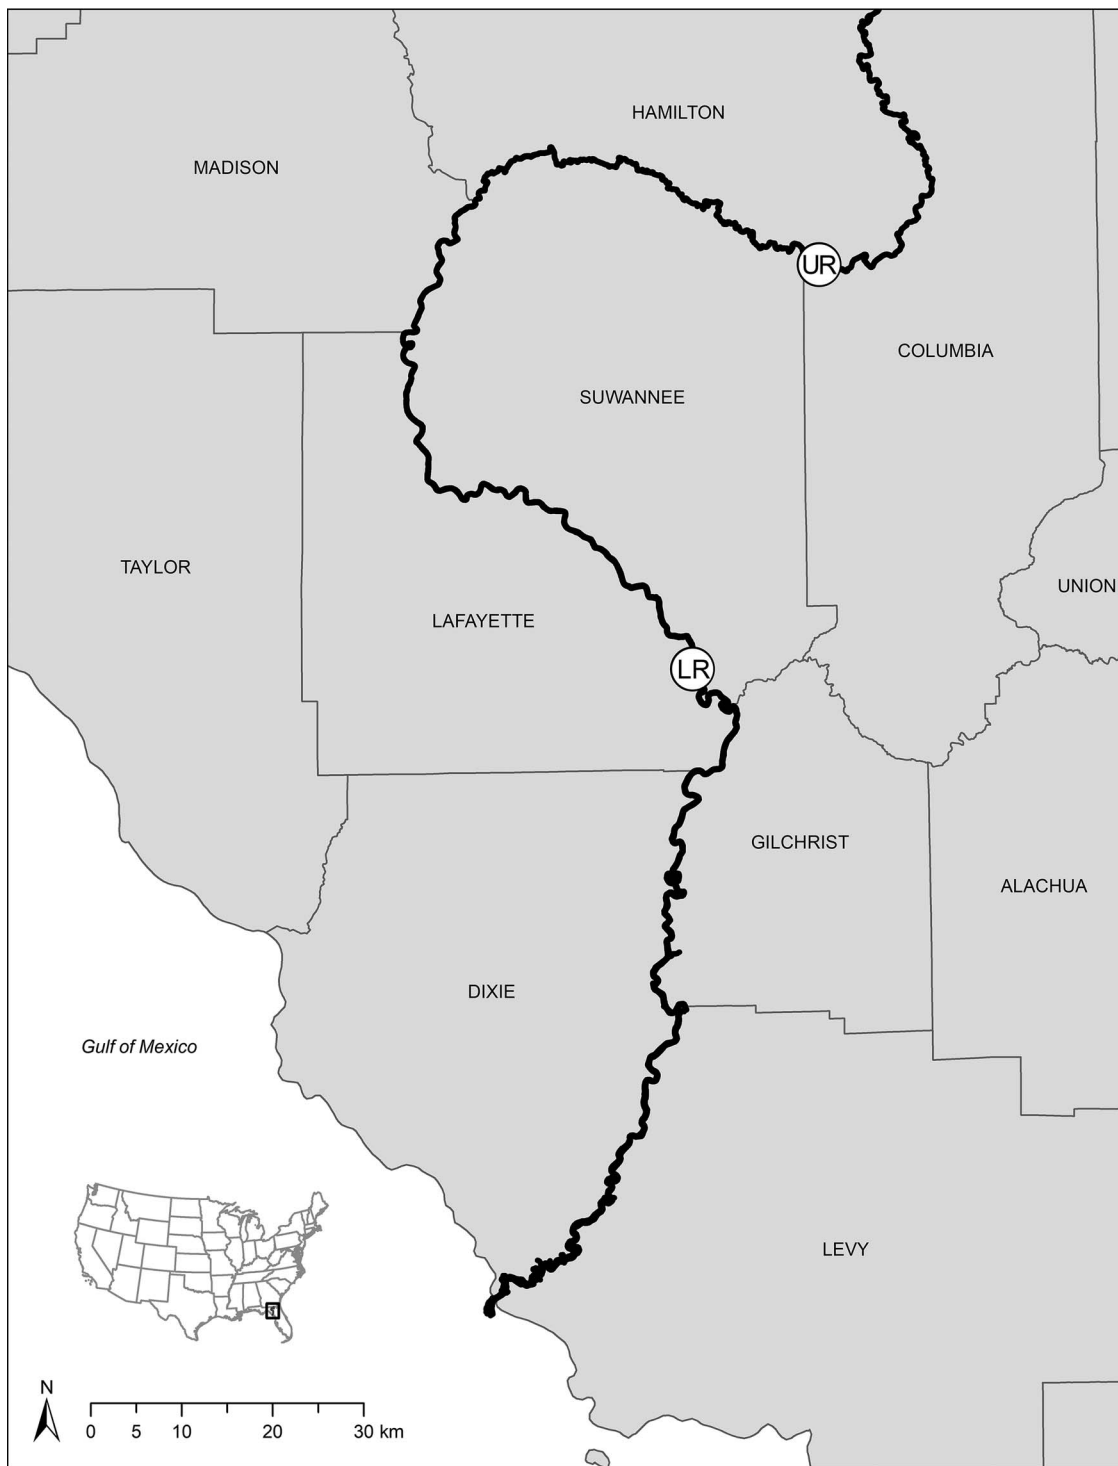 HAMILTON
MADISON
UR
COLUMBIA
SUWANNEE
TAYLOR
UNION
LAFAYETTE
LR
GILCHRIST
ALACHUA
DIXIE
Gulf of Mexico
LEVY
N
0 5 10 20 30 km